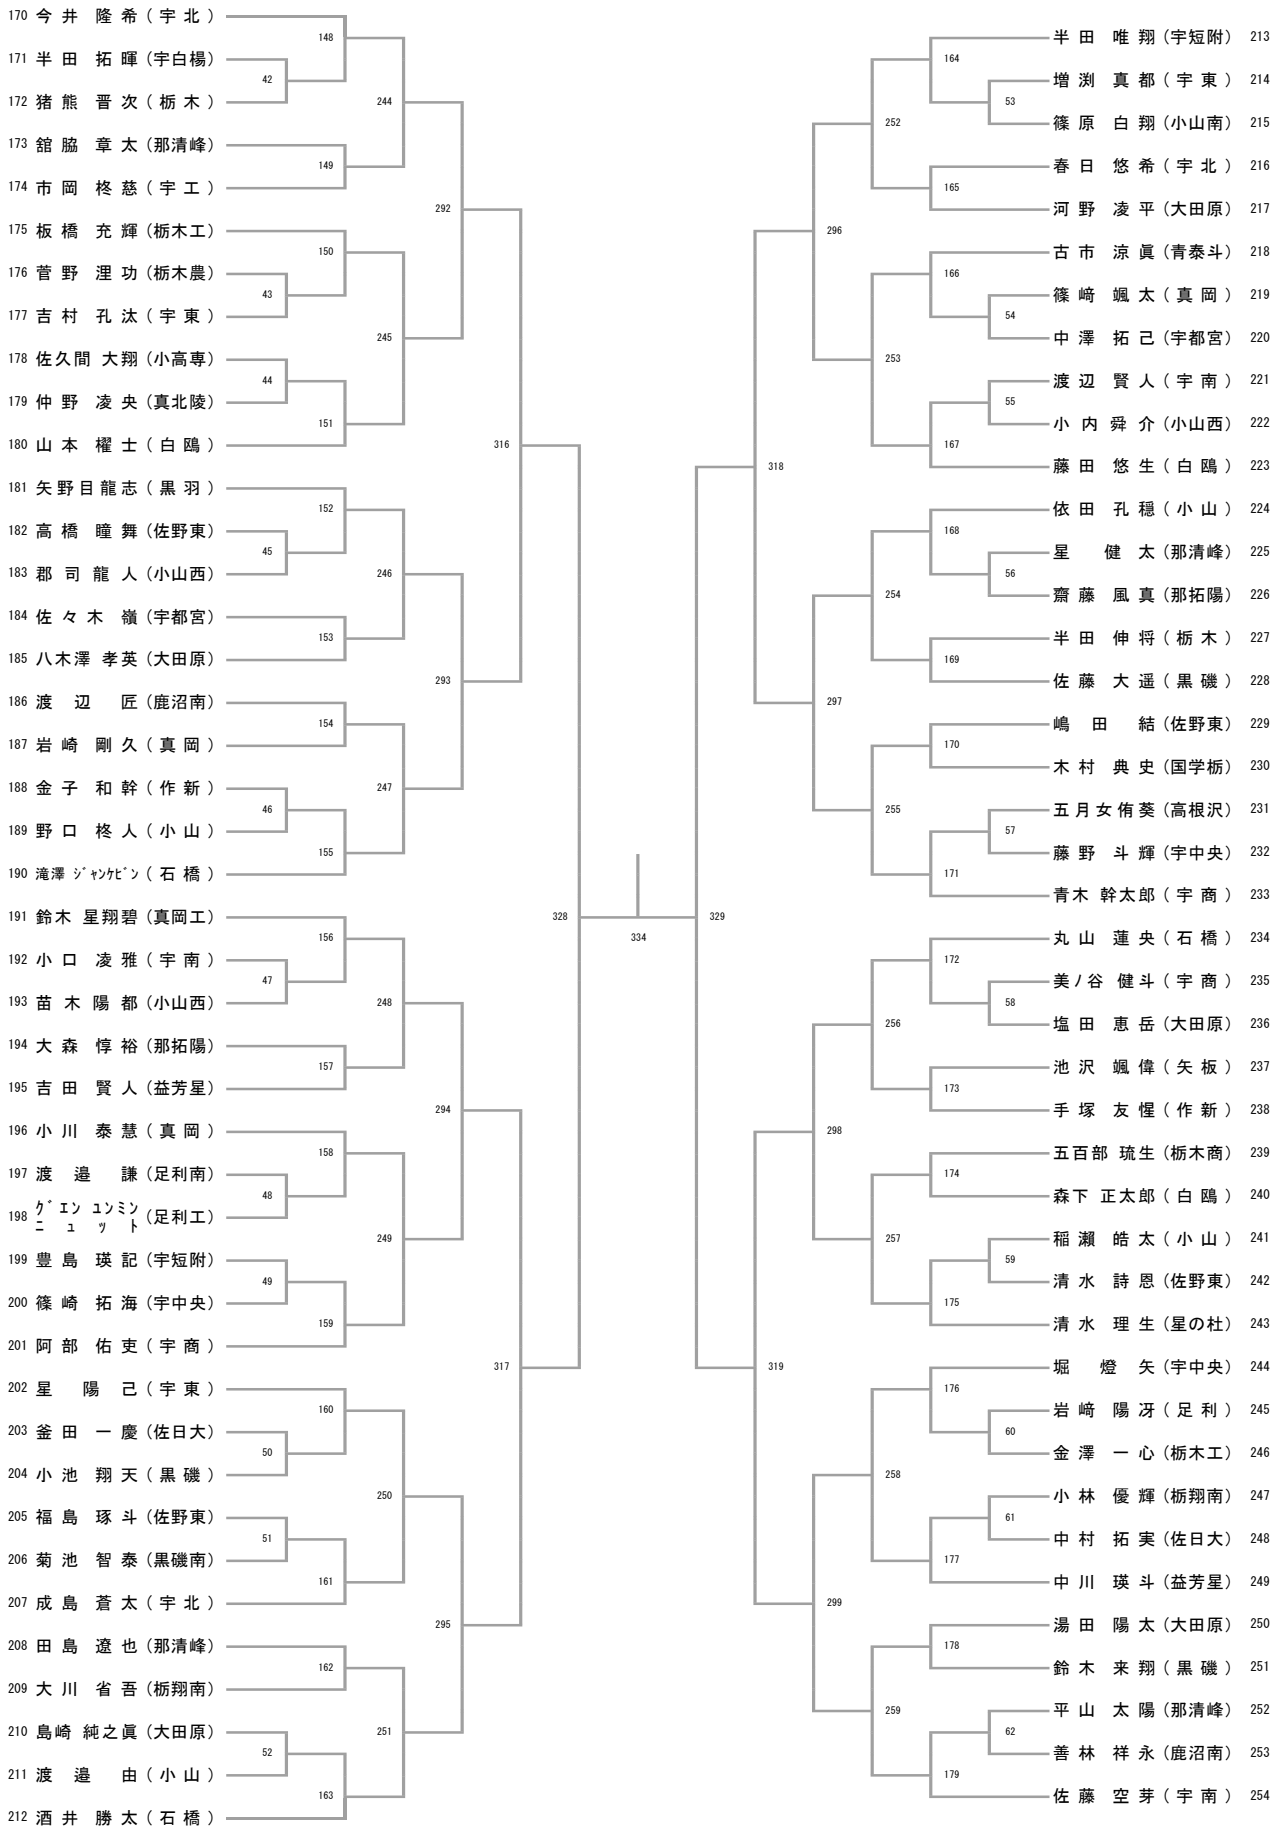 170 今井 隆希 (宇北)
171 半田 拓暉 (宇白楊)
172 猪熊 晋次 (栃木)
173 舘脇 章太 (那清峰)
174 市岡 柊慈 (宇工)
175 板橋 充輝 (栃木工)
176 菅野 浬功 (栃木農)
177 吉村 孔汰 (宇東)
178 佐久間 大翔 (小高専)
179 仲野 凌央 (真北陵)
180 山本 櫂士 (白鴎)
181 矢野目龍志 (黒羽)
182 高橋 瞳舞 (佐野東)
183 郡司 龍人 (小山西)
184 佐々木 嶺 (宇都宮)
185 八木澤 孝英 (大田原)
186 渡辺 匠 (鹿沼南)
187 岩崎 剛久 (真岡)
188 金子 和幹 (作新)
189 野口 柊人 (小山)
190 滝澤 ジャンケビン (石橋)
191 鈴木 星翔碧 (真岡工)
192 小口 凌雅 (宇南)
193 苗木 陽都 (小山西)
194 大森 惇裕 (那拓陽)
195 吉田 賢人 (益芳星)
196 小川 泰慧 (真岡)
197 渡邉 謙 (足利南)
198 グエン ユンミン ニュット (足利工)
199 豊島 瑛記 (宇短附)
200 篠崎 拓海 (宇中央)
201 阿部 佑吏 (宇商)
202 星 陽己 (宇東)
203 釜田 一慶 (佐日大)
204 小池 翔天 (黒磯)
205 福島 琢斗 (佐野東)
206 菊池 智泰 (黒磯南)
207 成島 蒼太 (宇北)
208 田島 遼也 (那清峰)
209 大川 省吾 (栃翔南)
210 島崎 純之眞 (大田原)
211 渡邉 由 (小山)
212 酒井 勝太 (石橋)
148
42
149
150
43
44
151
152
45
153
154
46
155
156
47
157
158
48
49
159
160
50
51
161
162
52
163
244
245
246
247
248
249
250
251
292
293
294
295
316
317
328
334
329
318
319
296
297
298
299
252
253
254
255
256
257
258
259
164
53
165
166
54
55
167
168
56
169
170
57
171
172
58
173
174
59
175
176
60
61
177
178
62
179
半田 唯翔 (宇短附) 213
増渕 真都 (宇東) 214
篠原 白翔 (小山南) 215
春日 悠希 (宇北) 216
河野 凌平 (大田原) 217
古市 涼眞 (青泰斗) 218
篠﨑 颯太 (真岡) 219
中澤 拓己 (宇都宮) 220
渡辺 賢人 (宇南) 221
小内 舜介 (小山西) 222
藤田 悠生 (白鴎) 223
依田 孔穏 (小山) 224
星 健太 (那清峰) 225
齋藤 風真 (那拓陽) 226
半田 伸将 (栃木) 227
佐藤 大遥 (黒磯) 228
嶋田 結 (佐野東) 229
木村 典史 (国学栃) 230
五月女侑葵 (高根沢) 231
藤野 斗輝 (宇中央) 232
青木 幹太郎 (宇商) 233
丸山 蓮央 (石橋) 234
美ノ谷 健斗 (宇商) 235
塩田 恵岳 (大田原) 236
池沢 颯偉 (矢板) 237
手塚 友惺 (作新) 238
五百部 琉生 (栃木商) 239
森下 正太郎 (白鴎) 240
稲瀬 皓太 (小山) 241
清水 詩恩 (佐野東) 242
清水 理生 (星の杜) 243
堀 燈矢 (宇中央) 244
岩﨑 陽冴 (足利) 245
金澤 一心 (栃木工) 246
小林 優輝 (栃翔南) 247
中村 拓実 (佐日大) 248
中川 瑛斗 (益芳星) 249
湯田 陽太 (大田原) 250
鈴木 来翔 (黒磯) 251
平山 太陽 (那清峰) 252
善林 祥永 (鹿沼南) 253
佐藤 空芽 (宇南) 254